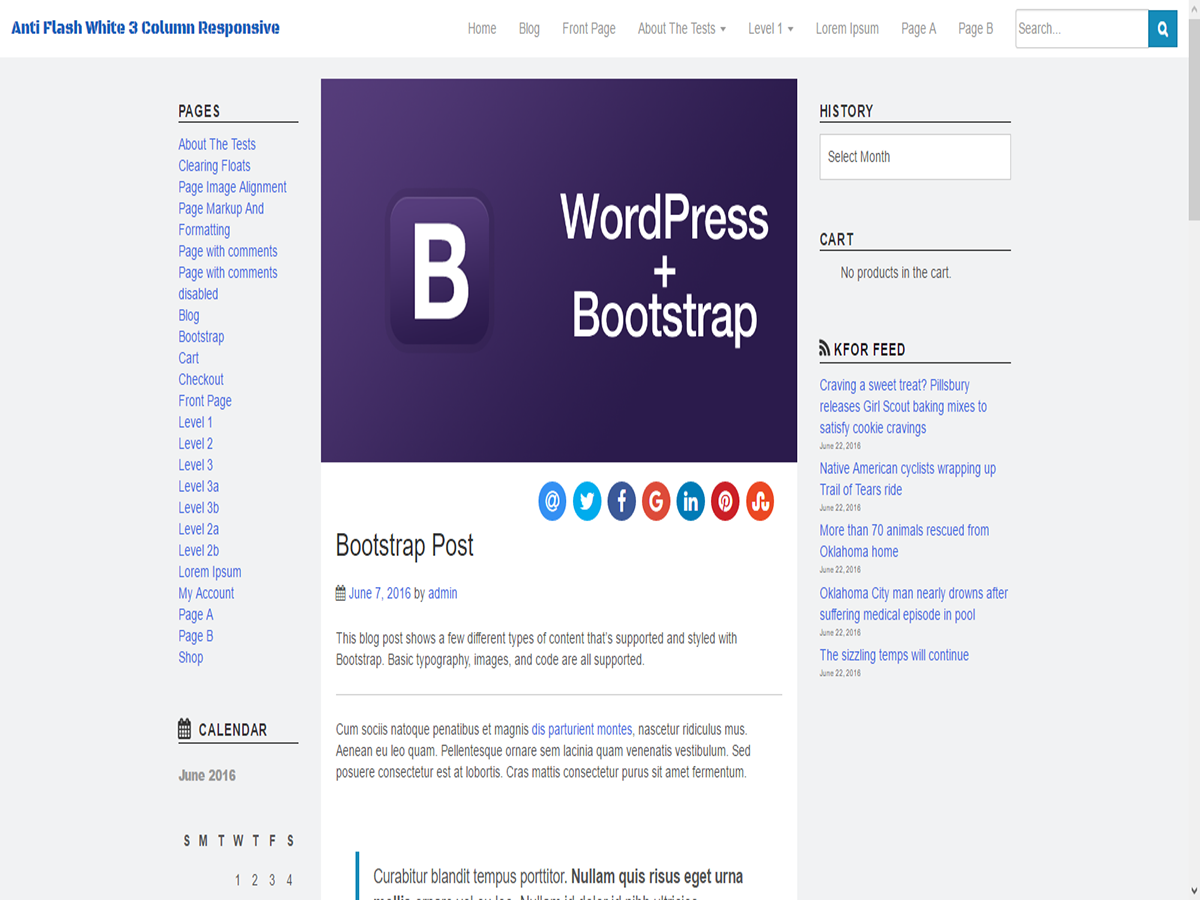 Anti Flash White 3 Column Responsive
Home Blog Front Page About The Tests Level 1 Lorem Ipsum Page A Page B Search...
PAGES
About The Tests
Clearing Floats
Page Image Alignment
Page Markup And
Formatting
Page with comments
Page with comments
disabled
Blog
Bootstrap
Cart
Checkout
Front Page
Level 1
Level 2
Level 3
Level 3a
Level 3b
Level 2a
Level 2b
Lorem Ipsum
My Account
Page A
Page B
Shop
CALENDAR
June 2016
S M T W T F S
1 2 3 4
B
WordPress
+
Bootstrap
Bootstrap Post
June 7, 2016 by admin
This blog post shows a few different types of content that's supported and styled with
Bootstrap. Basic typography, images, and code are all supported.
Cum sociis natoque penatibus et magnis dis parturient montes, nascetur ridiculus mus.
Aenean eu leo quam. Pellentesque ornare sem lacinia quam venenatis vestibulum. Sed
posuere consectetur est at lobortis. Cras mattis consectetur purus sit amet fermentum.
Curabitur blandit tempus porttitor. Nullam quis risus eget urna
mollis ornare vel eu leo. Nullam id dolor id nibh ultricies
HISTORY
Select Month
CART
No products in the cart.
KFOR FEED
Craving a sweet treat? Pillsbury
releases Girl Scout baking mixes to
satisfy cookie cravings
June 22, 2016
Native American cyclists wrapping up
Trail of Tears ride
June 22, 2016
More than 70 animals rescued from
Oklahoma home
June 22, 2016
Oklahoma City man nearly drowns after
suffering medical episode in pool
June 22, 2016
The sizzling temps will continue
June 22, 2016